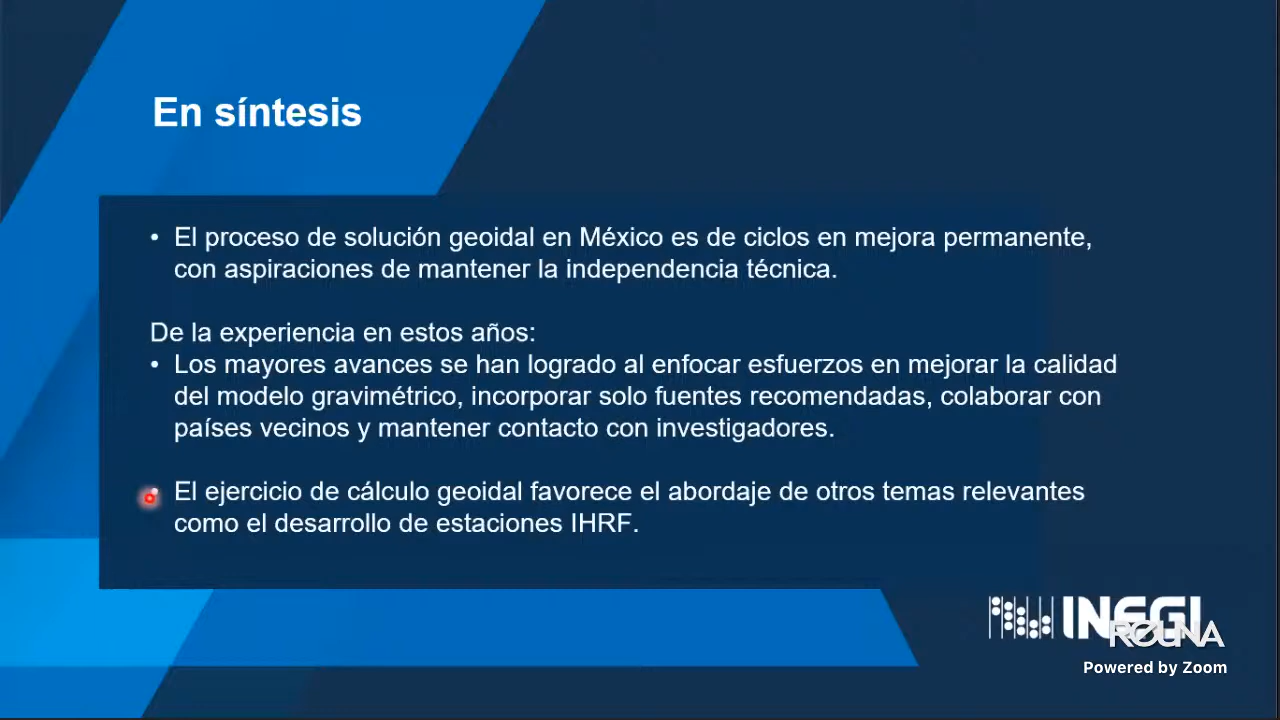 En síntesis
• El proceso de solución geoidal en México es de ciclos en mejora permanente,
con aspiraciones de mantener la independencia técnica.
De la experiencia en estos años:
• Los mayores avances se han logrado al enfocar esfuerzos en mejorar la calidad
del modelo gravimétrico, incorporar solo fuentes recomendadas, colaborar con
países vecinos y mantener contacto con investigadores.
• El ejercicio de cálculo geoidal favorece el abordaje de otros temas relevantes
como el desarrollo de estaciones IHRF.
INEGI
Powered by Zoom